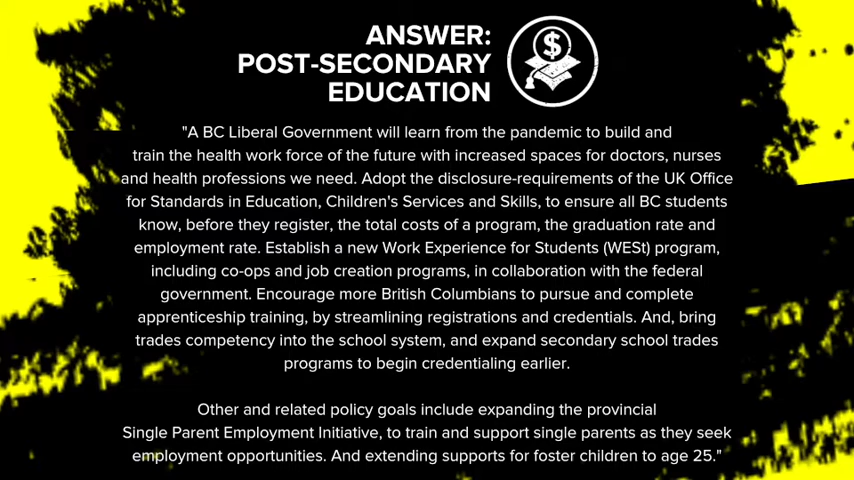 ANSWER:
POST-SECONDARY
EDUCATION
$
"A BC Liberal Government will learn from the pandemic to build and
train the health work force of the future with increased spaces for doctors, nurses
and health professions we need. Adopt the disclosure-requirements of the UK Office
for Standards in Education, Children's Services and Skills, to ensure all BC students
know, before they register, the total costs of a program, the graduation rate and
employment rate. Establish a new Work Experience for Students (WESt) program,
including co-ops and job creation programs, in collaboration with the federal
government. Encourage more British Columbians to pursue and complete
apprenticeship training, by streamlining registrations and credentials. And, bring
trades competency into the school system, and expand secondary school trades
programs to begin credentialing earlier.
Other and related policy goals include expanding the provincial
Single Parent Employment Initiative, to train and support single parents as they seek
employment opportunities. And extending supports for foster children to age 25."